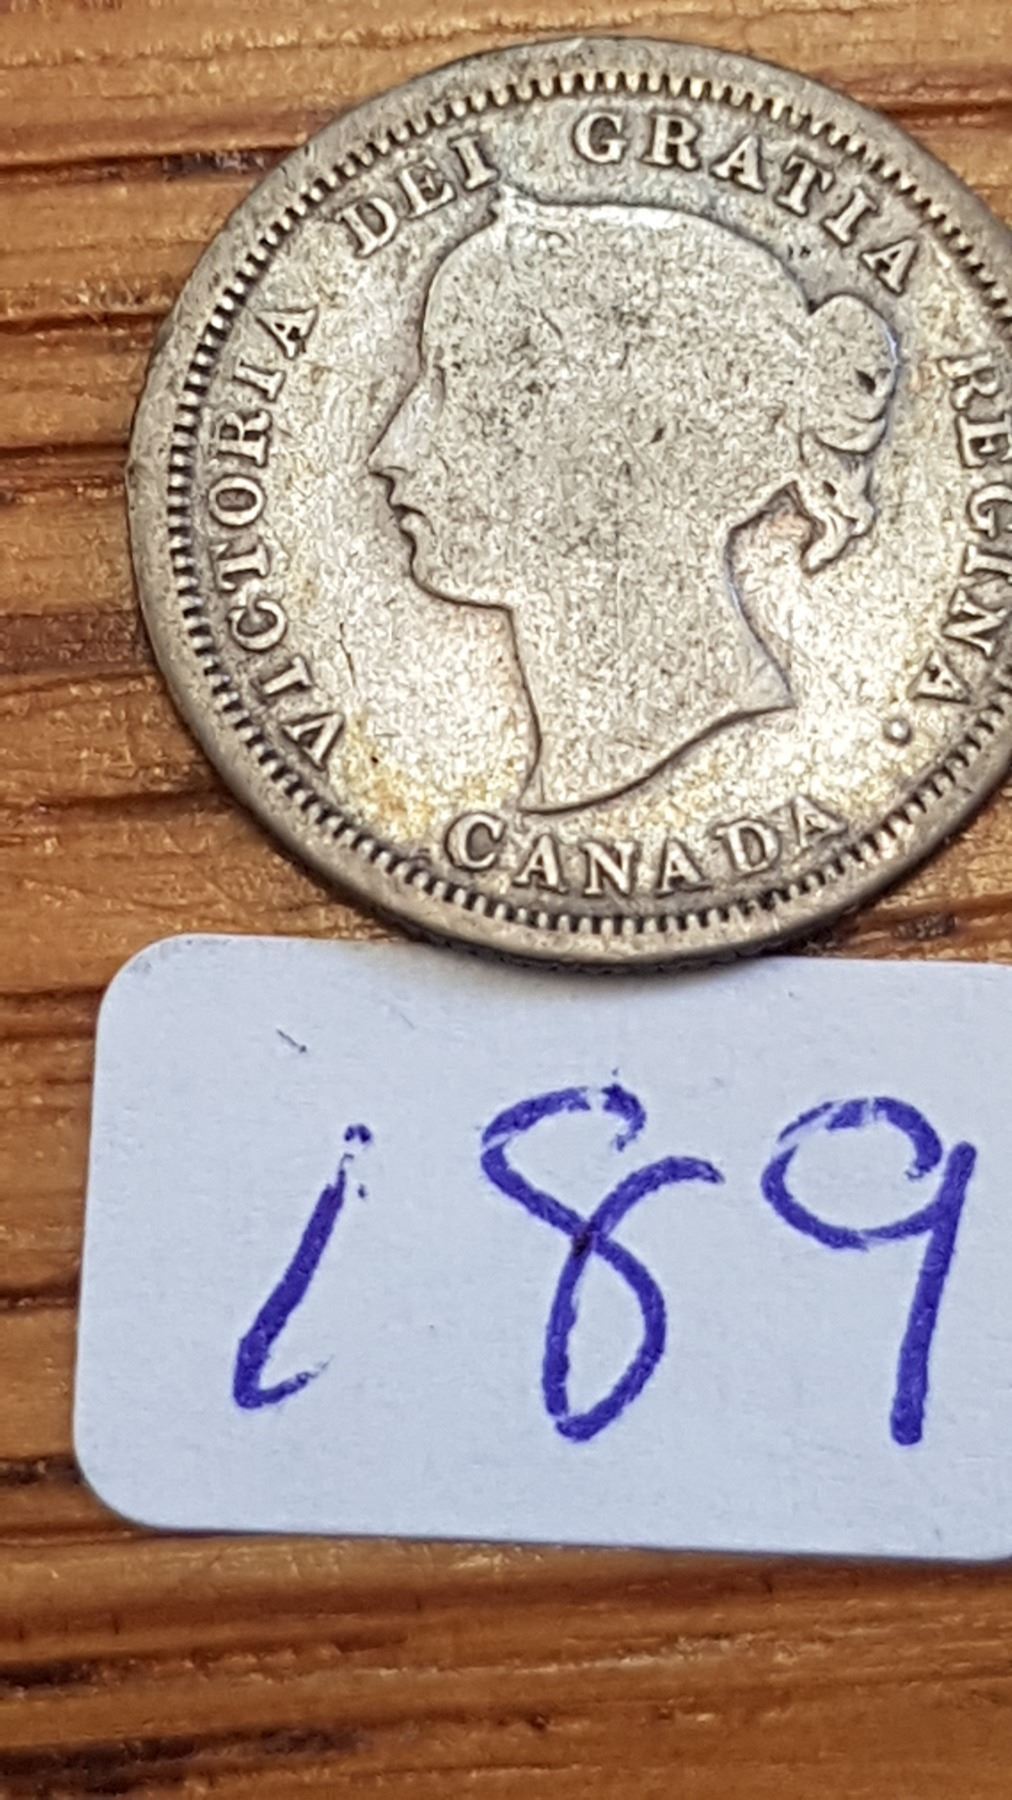 VICTORIA DEI GRATIA REGINA.
CANADA
189